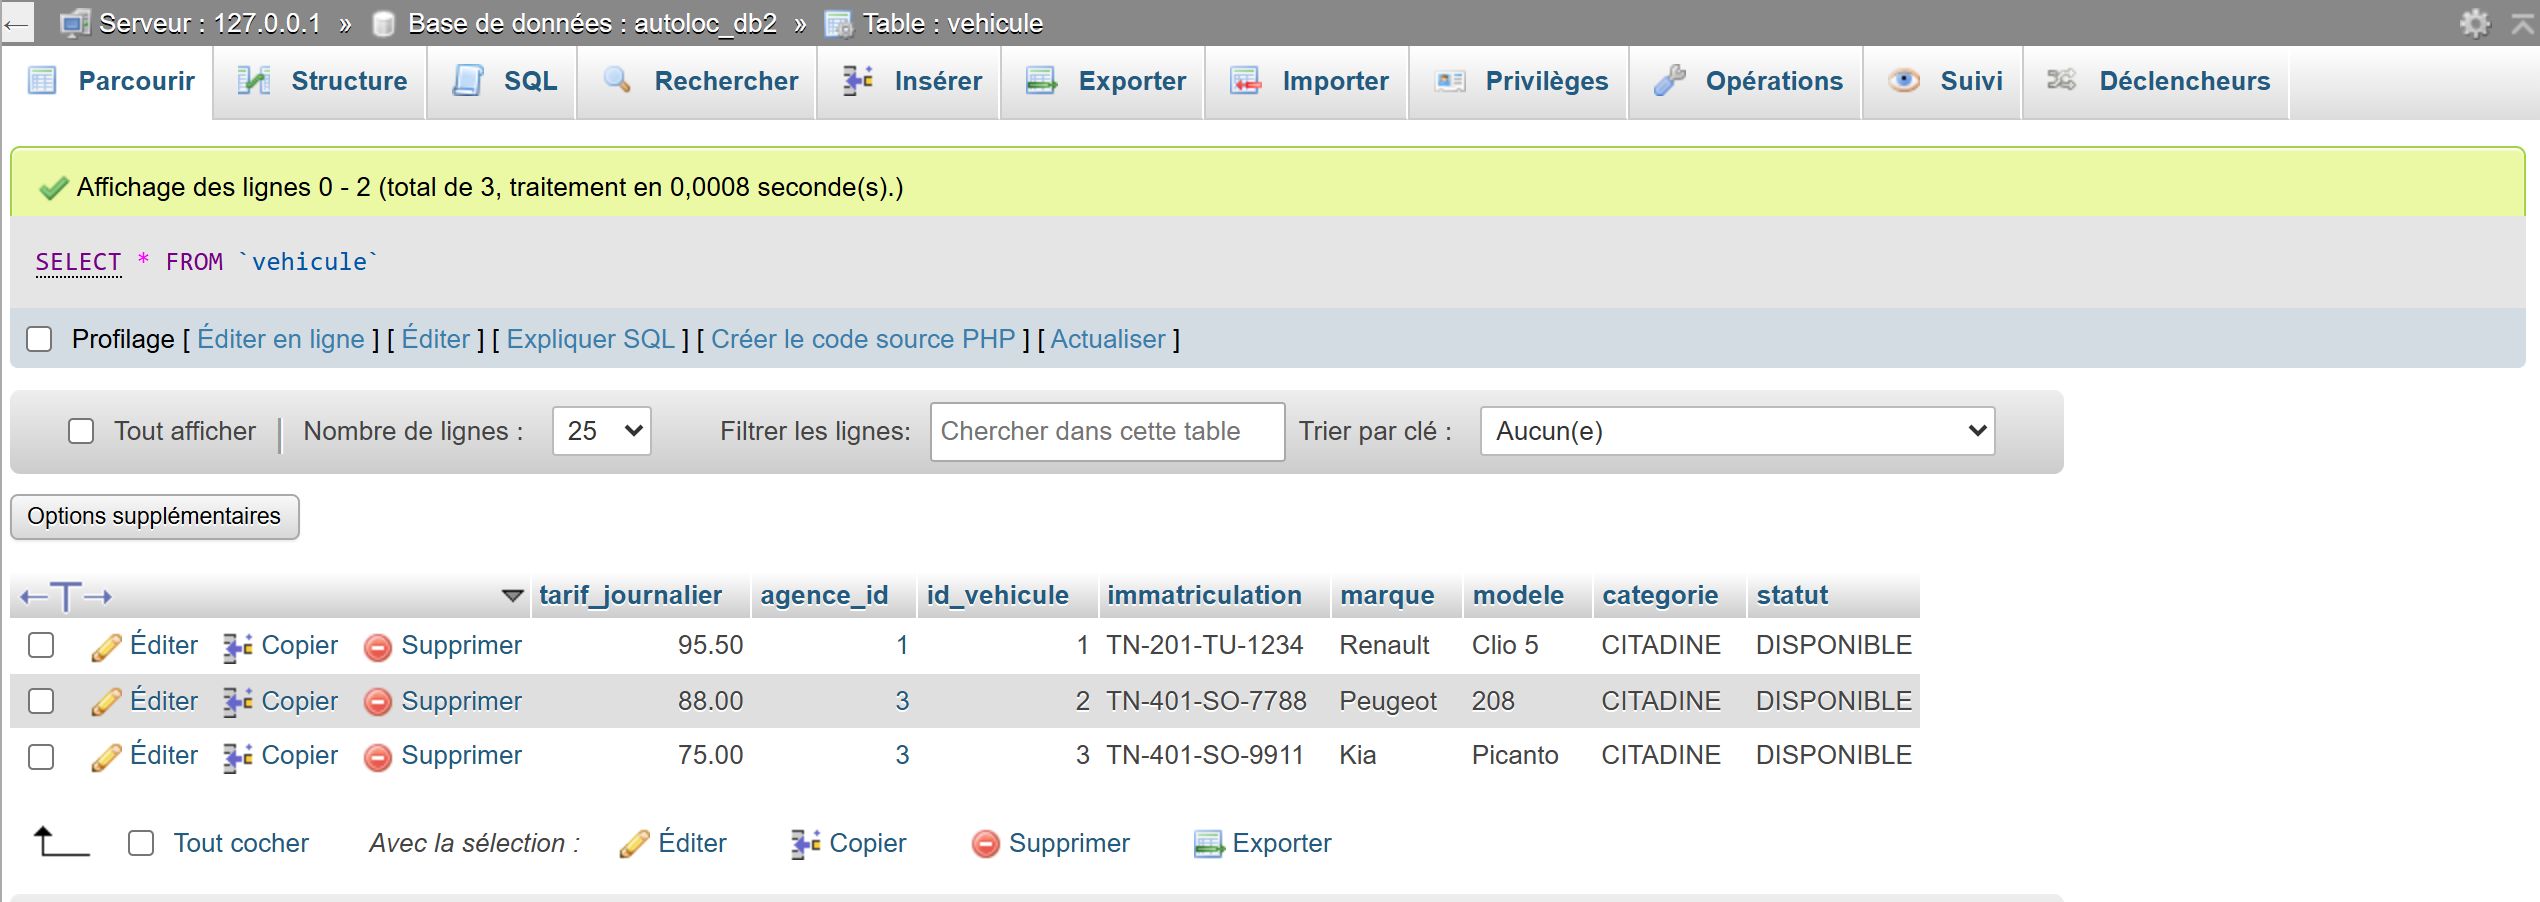 Serveur : 127.0.0.1 » Base de données : autoloc_db2 » Table : vehicule
Parcourir Structure SQL Rechercher Insérer Exporter Importer Privilèges Opérations Suivi Déclencheurs
Affichage des lignes 0 - 2 (total de 3, traitement en 0,0008 seconde(s).)
SELECT * FROM `vehicule`
Profilage [ Éditer en ligne ] [ Éditer ] [ Expliquer SQL ] [ Créer le code source PHP ] [ Actualiser ]
Tout afficher | Nombre de lignes : 25 Filtrer les lignes: Chercher dans cette table Trier par clé : Aucun(e)
Options supplémentaires
←T→ tarif_journalier agence_id id_vehicule immatriculation marque modele categorie statut
Éditer Copier Supprimer 95.50 1 1 TN-201-TU-1234 Renault Clio 5 CITADINE DISPONIBLE
Éditer Copier Supprimer 88.00 3 2 TN-401-SO-7788 Peugeot 208 CITADINE DISPONIBLE
Éditer Copier Supprimer 75.00 3 3 TN-401-SO-9911 Kia Picanto CITADINE DISPONIBLE
Tout cocher Avec la sélection : Éditer Copier Supprimer Exporter